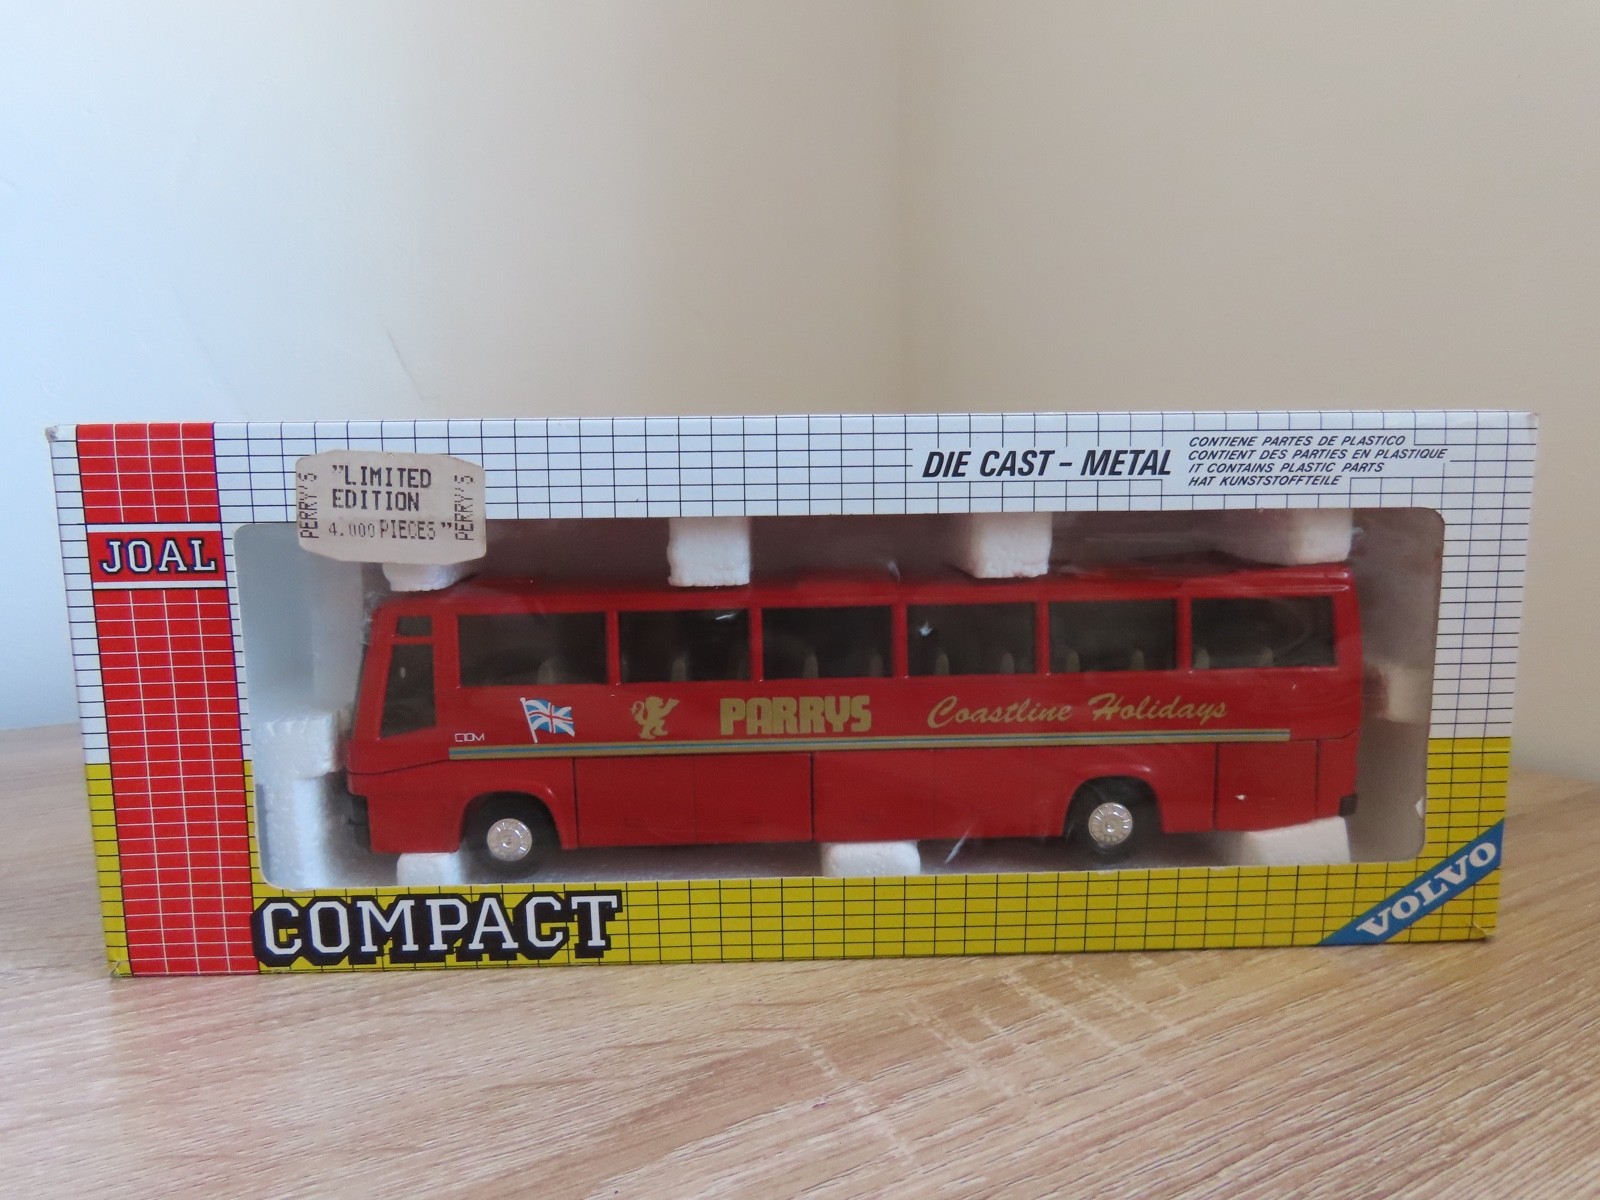 PERRY'S
"LIMITED
EDITION
4.000 PIECES"
PERRY'S
DIE CAST - METAL
CONTIENE PARTES DE PLASTICO
CONTIENT DES PARTIES EN PLASTIQUE
IT CONTAINS PLASTIC PARTS
HAT KUNSTSTOFFTEILE
JOAL
PARRYS Coastline Holidays
COMPACT
VOLVO